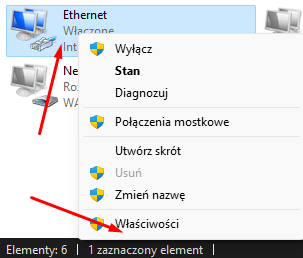 Ethernet
Włączone
Int
Wyłącz
Stan
Diagnozuj
Połączenia mostkowe
Utwórz skrót
Usuń
Zmień nazwę
Właściwości
Ne
Roz
WA
Elementy: 6
1 zaznaczony element